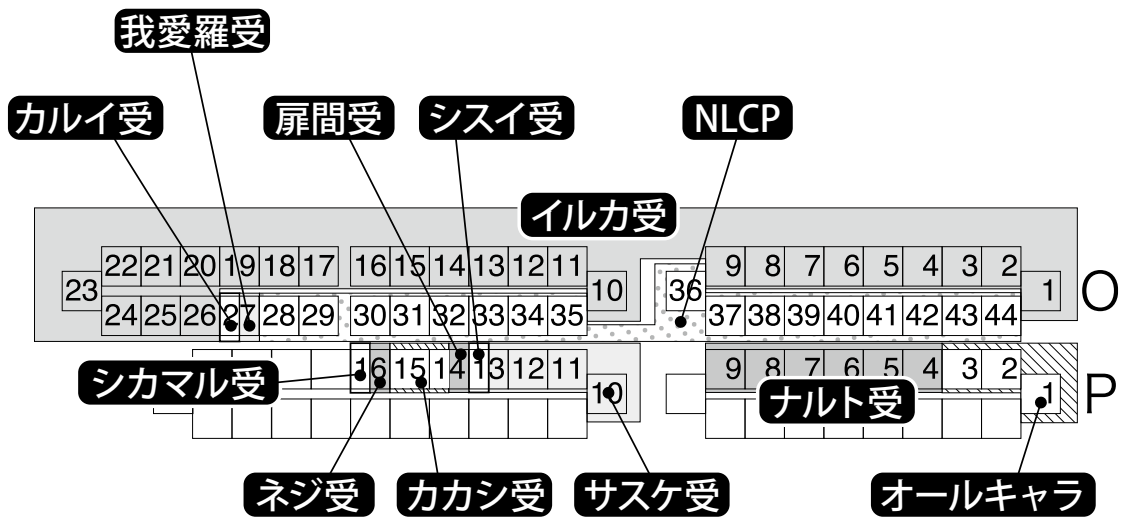 我愛羅受
カルイ受
扉間受
シスイ受
NLCP
イルカ受
22 21 20 19 18 17 16 15 14 13 12 11 9 8 7 6 5 4 3 2
23 10 36 1 O
24 25 26 2 28 29 30 31 32 33 34 35 37 38 39 40 41 42 43 44
シカマル受
16 15 14 13 12 11 9 8 7 6 5 4 3 2
10 ナルト受 1 P
ネジ受
カカシ受
サスケ受
オールキャラ